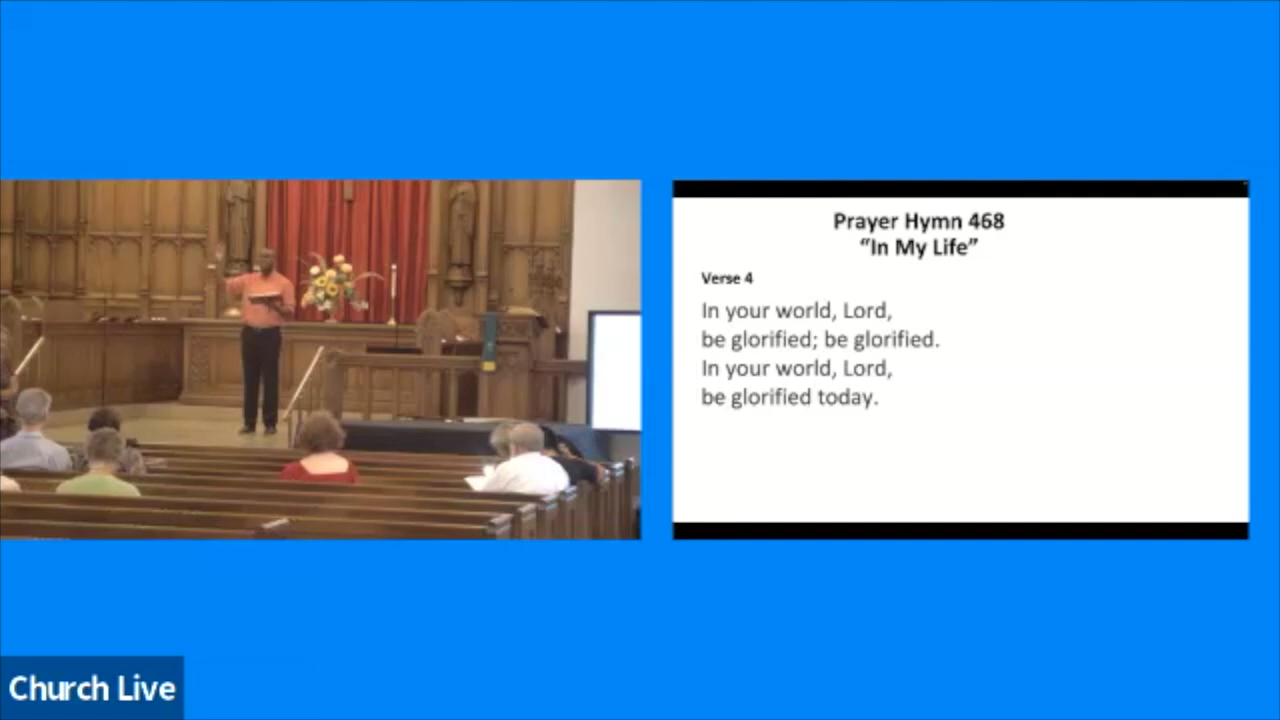 Prayer Hymn 468
“In My Life”
Verse 4
In your world, Lord,
be glorified; be glorified.
In your world, Lord,
be glorified today.
Church Live